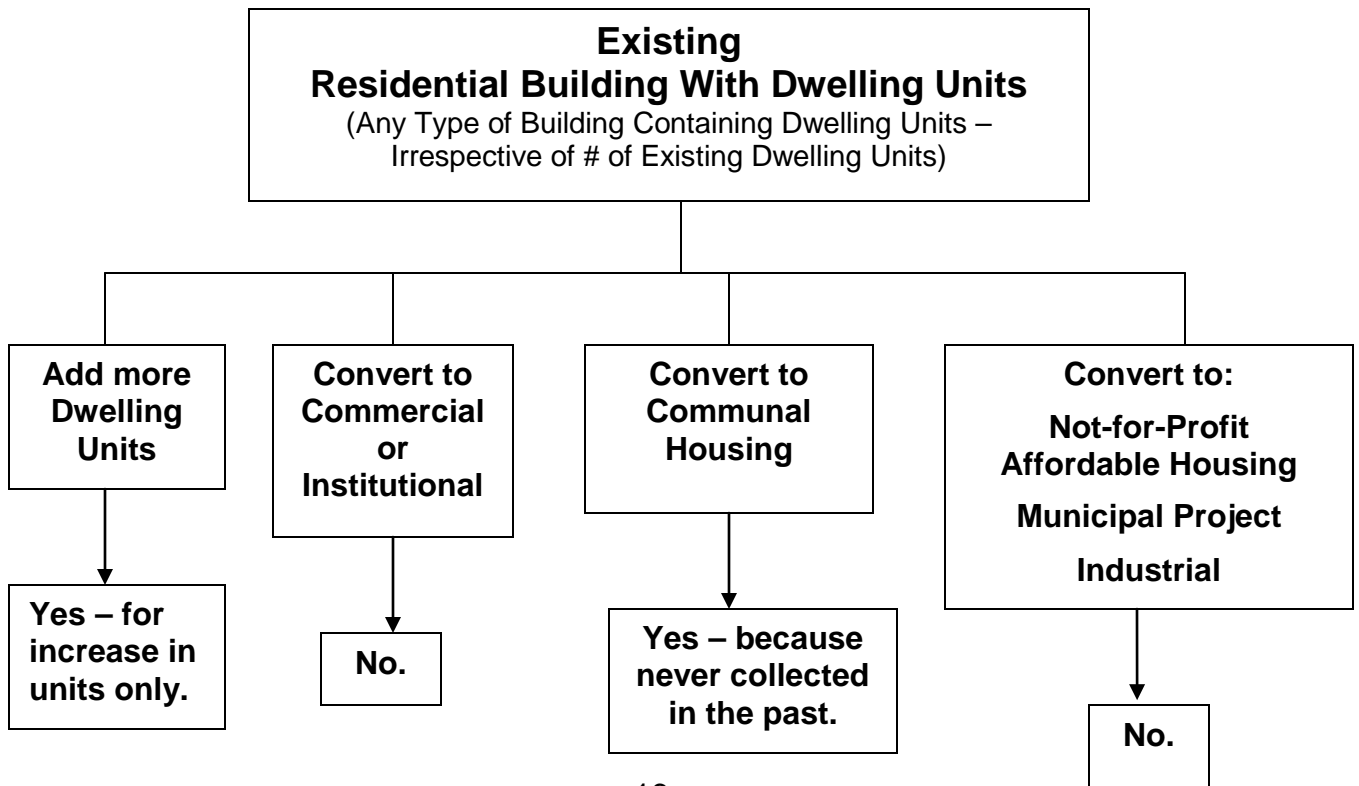 Existing
Residential Building With Dwelling Units
(Any Type of Building Containing Dwelling Units –
Irrespective of # of Existing Dwelling Units)
Add more
Dwelling
Units
Convert to
Commercial
or
Institutional
Convert to
Communal
Housing
Convert to:
Not-for-Profit
Affordable Housing
Municipal Project
Industrial
Yes – for
increase in
units only.
No.
Yes – because
never collected
in the past.
No.